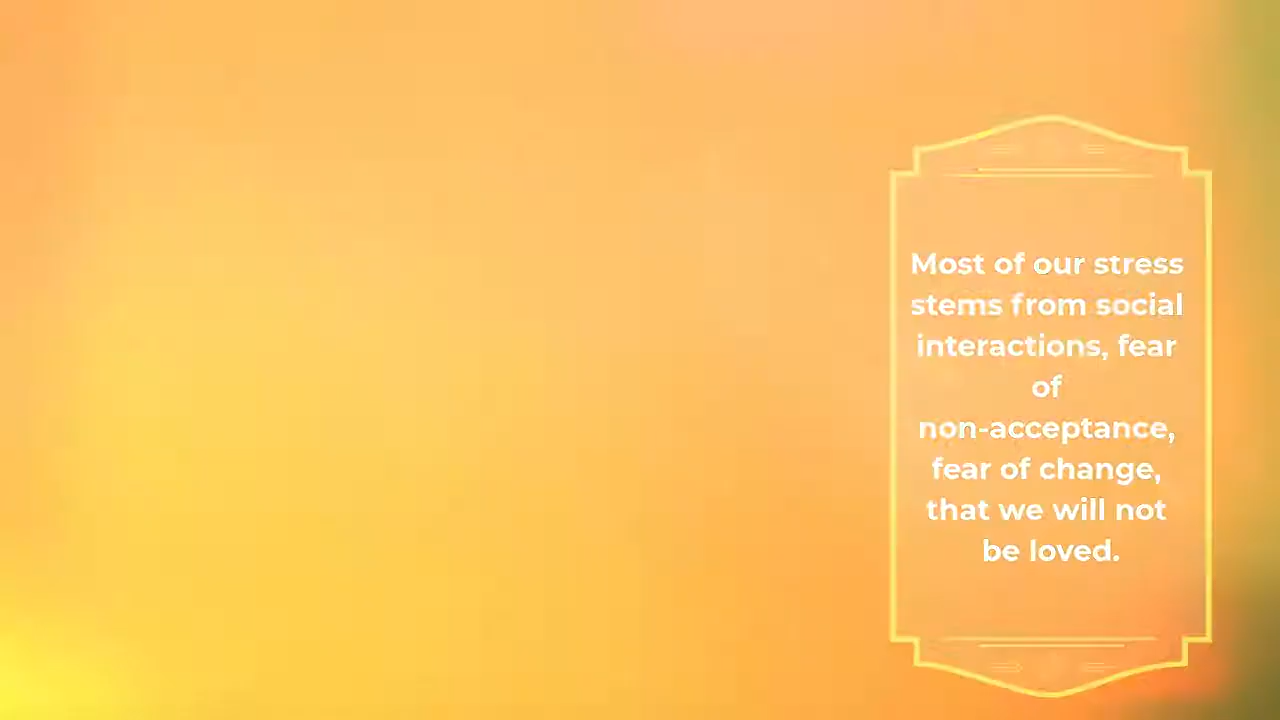 Most of our stress
stems from social
interactions, fear
of
non-acceptance,
fear of change,
that we will not
be loved.